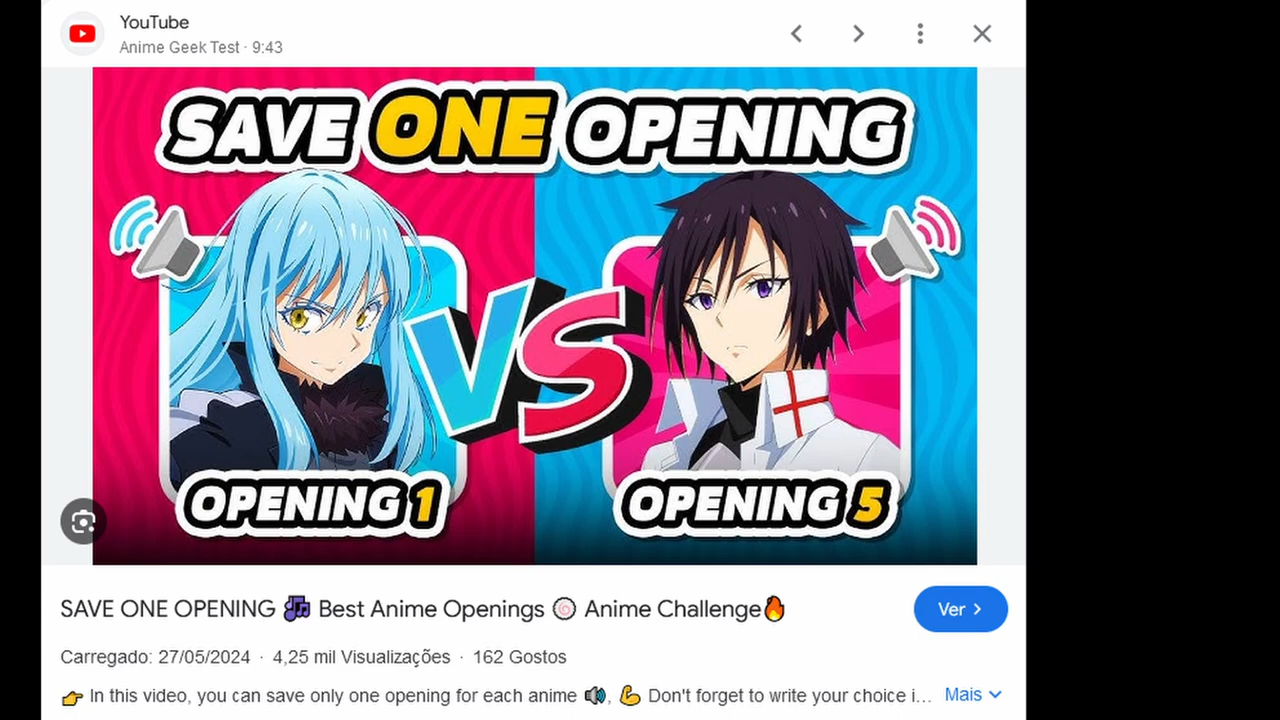 YouTube
Anime Geek Test · 9:43
SAVE ONE OPENING
VS
OPENING 1
OPENING 5
SAVE ONE OPENING 🎶 Best Anime Openings 🍥 Anime Challenge🔥
Ver
Carregado: 27/05/2024 · 4,25 mil Visualizações · 162 Gostos
👉 In this video, you can save only one opening for each anime 🔊, 💪 Don't forget to write your choice i... Mais